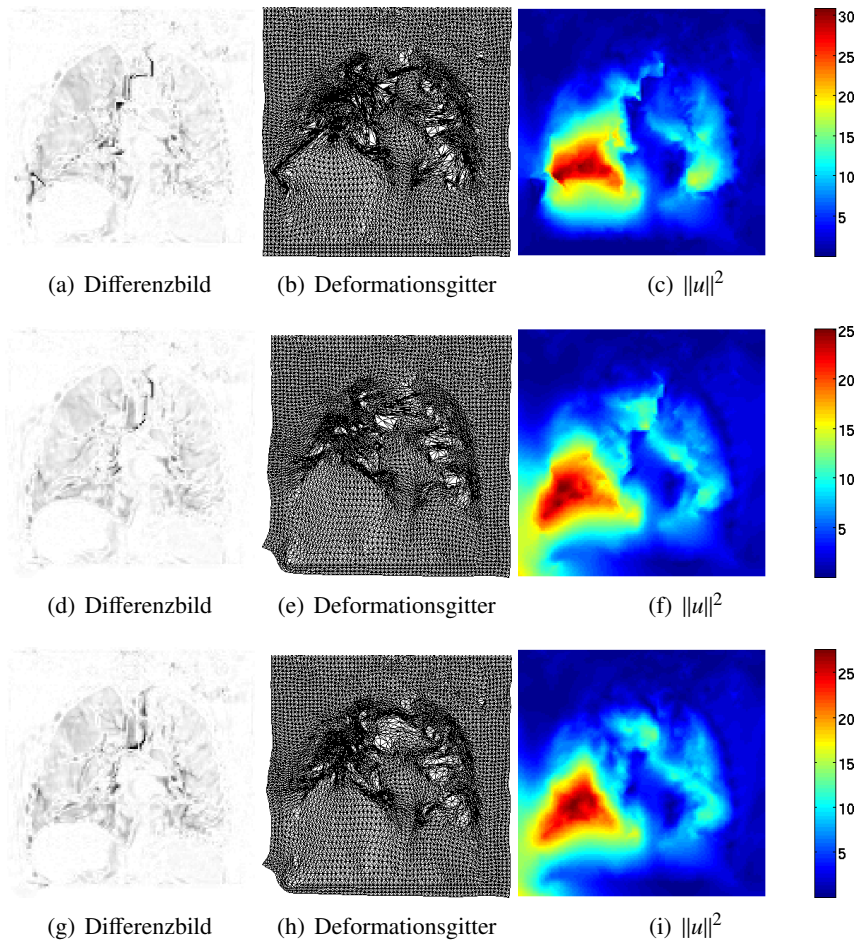 30
25
20
15
10
5
(a) Differenzbild
(b) Deformationsgitter
(c) ||u||²
25
20
15
10
5
(d) Differenzbild
(e) Deformationsgitter
(f) ||u||²
25
20
15
10
5
(g) Differenzbild
(h) Deformationsgitter
(i) ||u||²